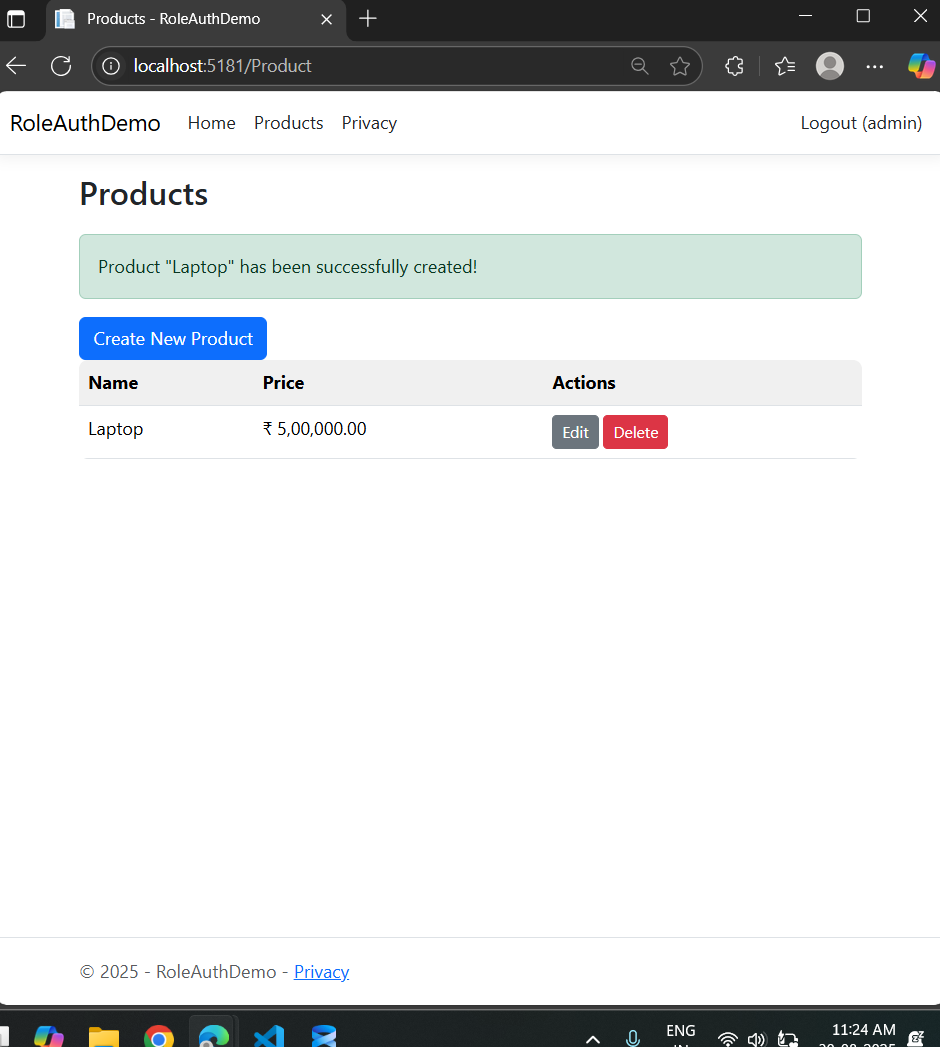 Products - RoleAuthDemo
localhost:5181/Product
RoleAuthDemo Home Products Privacy Logout (admin)
Products
Product "Laptop" has been successfully created!
Create New Product
Name Price Actions
Laptop ₹ 5,00,000.00 Edit Delete
© 2025 - RoleAuthDemo - Privacy
ENG 11:24 AM